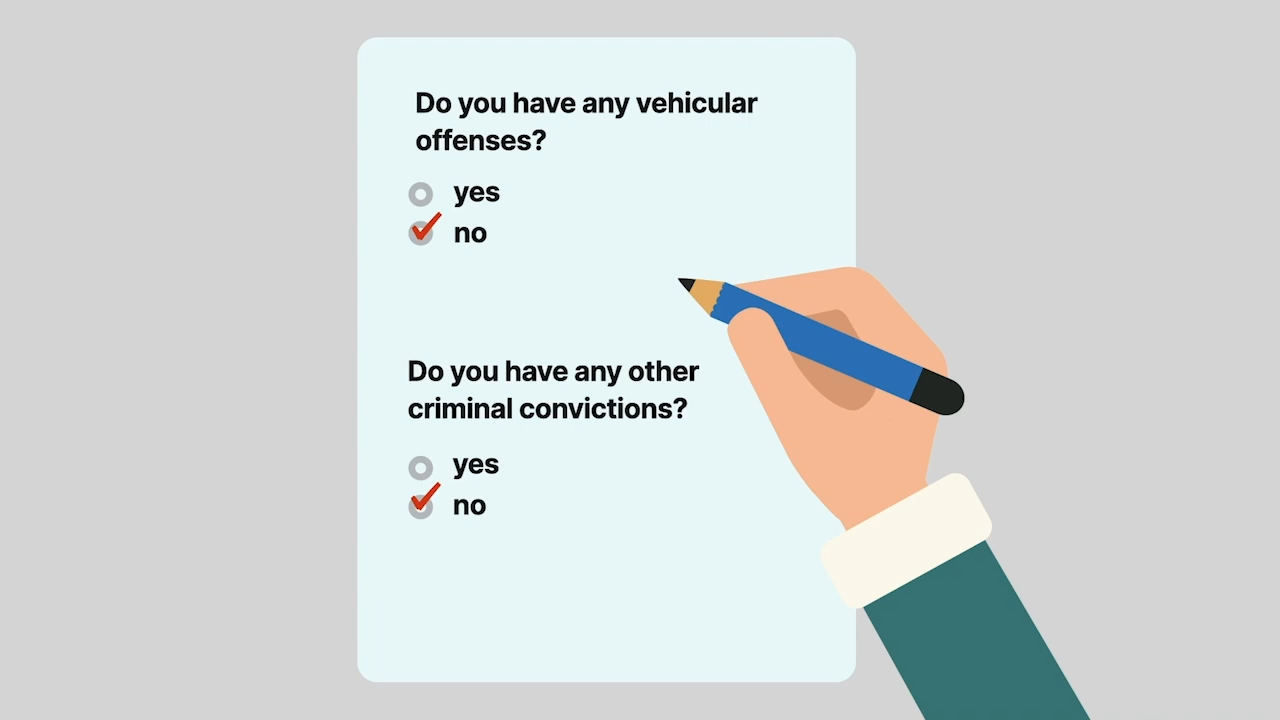 Do you have any vehicular
offenses?
yes
no
Do you have any other
criminal convictions?
yes
no